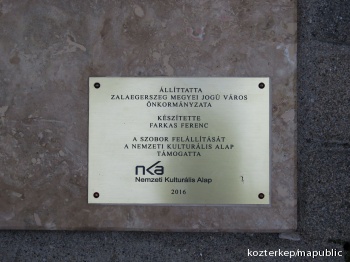 ÁLLÍTTATTA
ZALAEGERSZEG MEGYEI JOGÚ VÁROS
ÖNKORMÁNYZATA
KÉSZÍTETTE
FARKAS FERENC
A SZOBOR FELÁLLÍTÁSÁT
A NEMZETI KULTURÁLIS ALAP
TÁMOGATTA
nka
Nemzeti Kulturális Alap
2016
kozterkep/mapublic